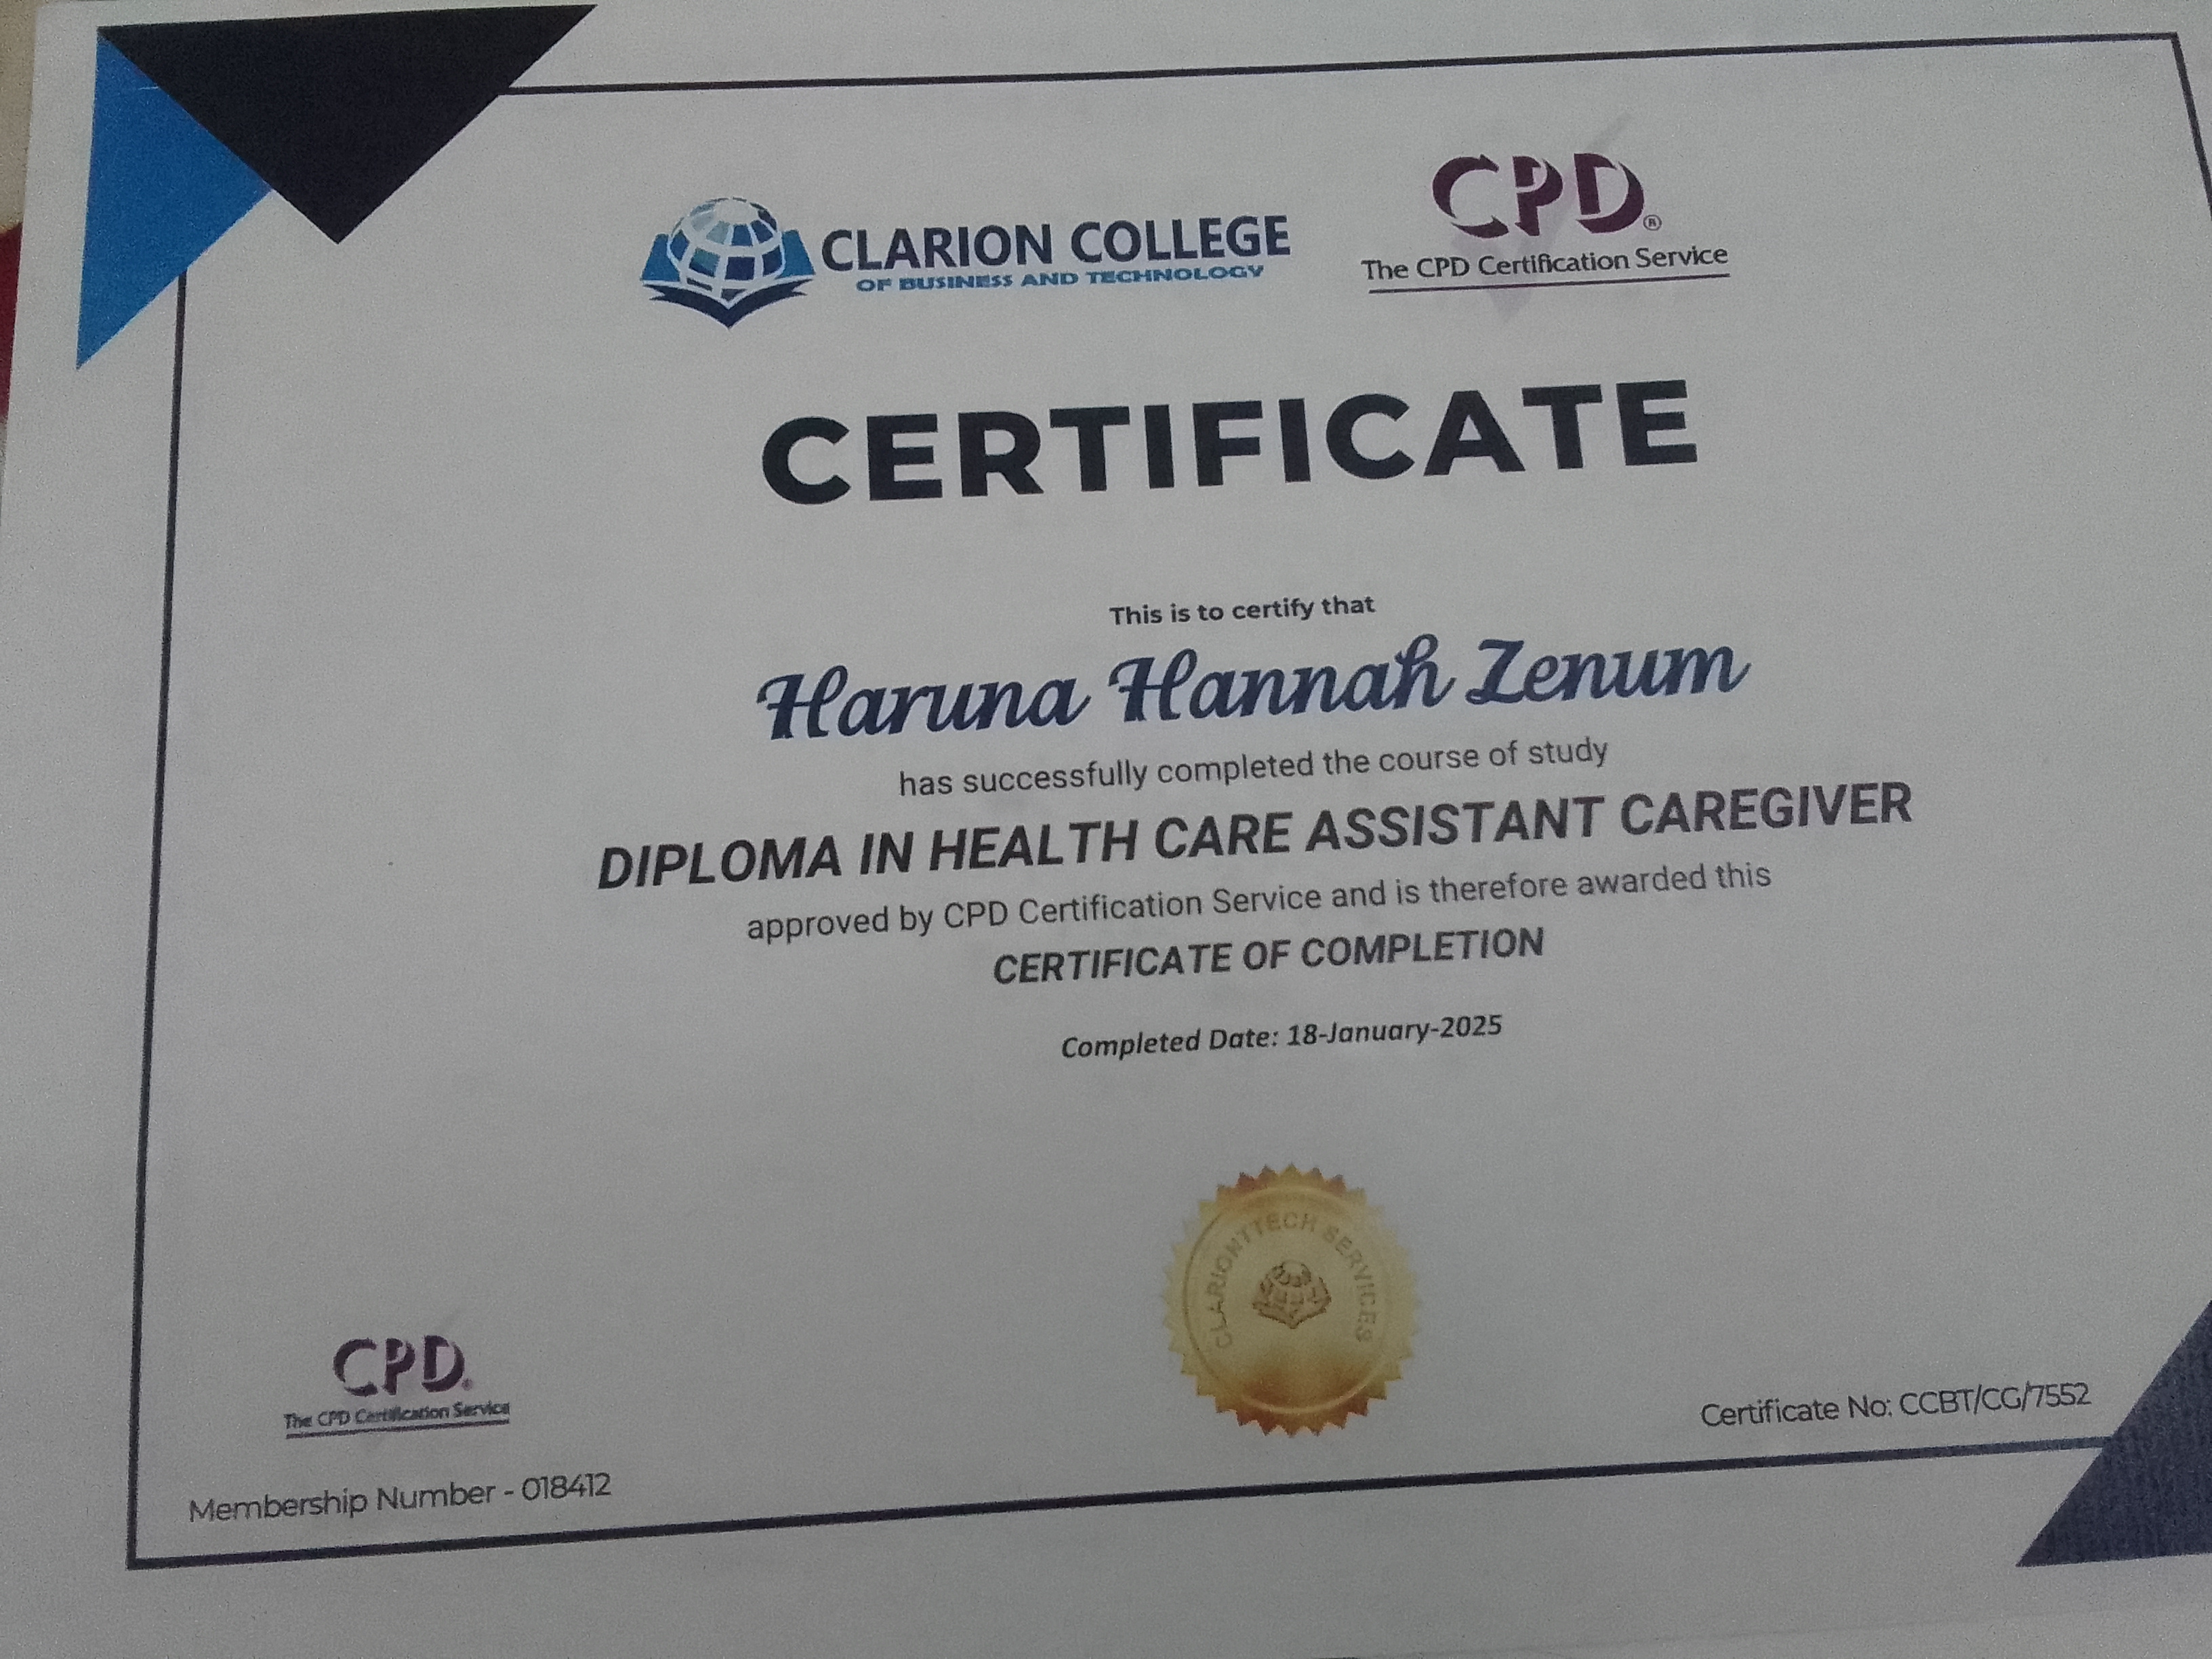 CLARION COLLEGE
OF BUSINESS AND TECHNOLOGY
CPD®
The CPD Certification Service
CERTIFICATE
This is to certify that
Haruna Hannah Zenum
has successfully completed the course of study
DIPLOMA IN HEALTH CARE ASSISTANT CAREGIVER
approved by CPD Certification Service and is therefore awarded this
CERTIFICATE OF COMPLETION
Completed Date: 18-January-2025
CLARIONTTECH SERVICES
CPD®
The CPD Certification Service
Certificate No: CCBT/CG/7552
Membership Number - 018412